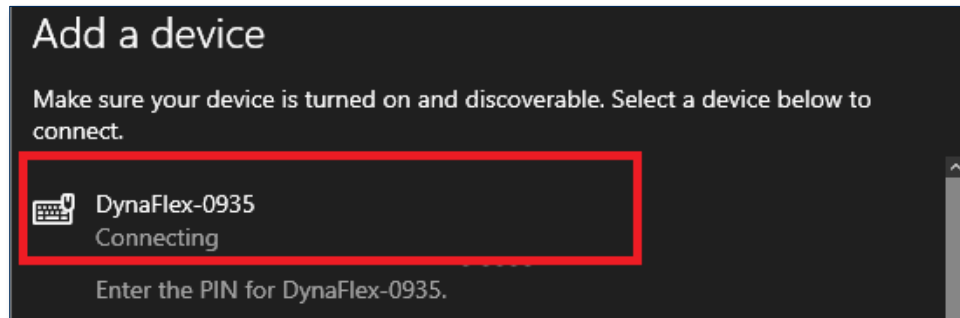 Add a device
Make sure your device is turned on and discoverable. Select a device below to
connect.
DynaFlex-0935
Connecting
Enter the PIN for DynaFlex-0935.